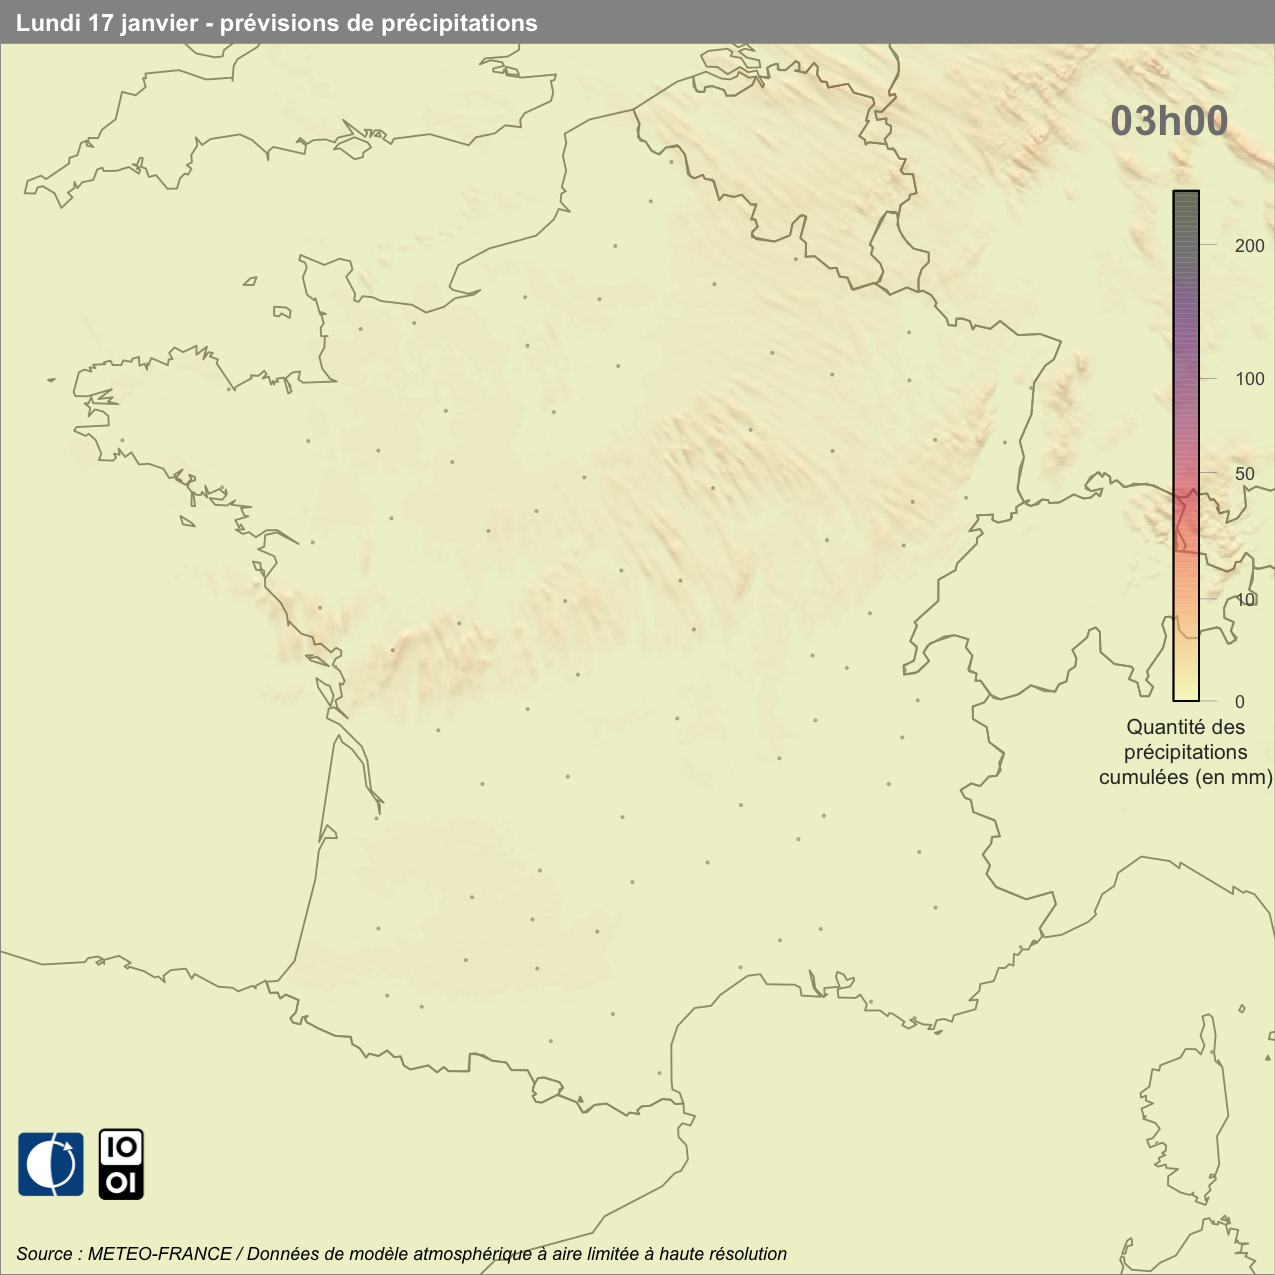 Lundi 17 janvier - prévisions de précipitations
03h00
200
100
50
10
0
Quantité des
précipitations
cumulées (en mm)
IO
OI
Source : METEO-FRANCE / Données de modèle atmosphérique à aire limitée à haute résolution